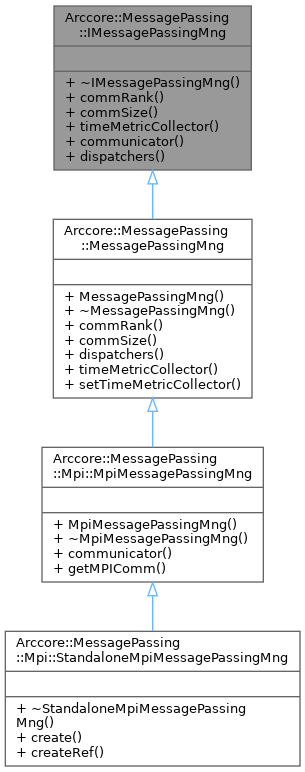 Arccore::MessagePassing
::IMessagePassingMng
+ ~IMessagePassingMng()
+ commRank()
+ commSize()
+ timeMetricCollector()
+ communicator()
+ dispatchers()
Arccore::MessagePassing
::MessagePassingMng
+ MessagePassingMng()
+ ~MessagePassingMng()
+ commRank()
+ commSize()
+ dispatchers()
+ timeMetricCollector()
+ setTimeMetricCollector()
Arccore::MessagePassing
::Mpi::MpiMessagePassingMng
+ MpiMessagePassingMng()
+ ~MpiMessagePassingMng()
+ communicator()
+ getMPIComm()
Arccore::MessagePassing
::Mpi::StandaloneMpiMessagePassingMng
+ ~StandaloneMpiMessagePassing
Mng()
+ create()
+ createRef()